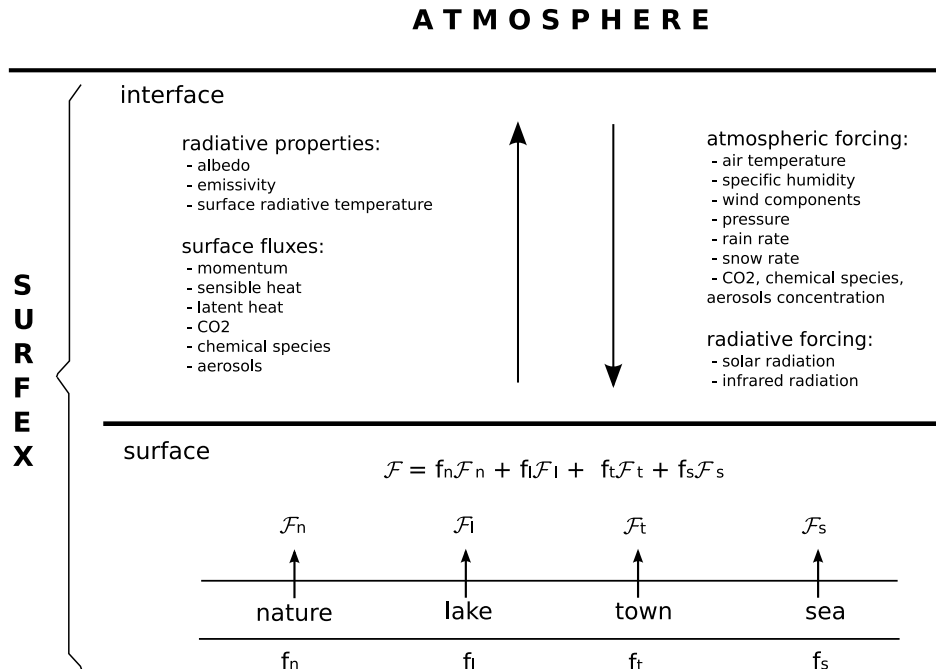 ATMOSPHERE
SURFEX
interface
radiative properties:
- albedo
- emissivity
- surface radiative temperature
surface fluxes:
- momentum
- sensible heat
- latent heat
- CO2
- chemical species
- aerosols
atmospheric forcing:
- air temperature
- specific humidity
- wind components
- pressure
- rain rate
- snow rate
- CO2, chemical species,
aerosols concentration
radiative forcing:
- solar radiation
- infrared radiation
surface
ℱ = fnℱn + flℱl + ftℱt + fsℱs
ℱn ℱl ℱt ℱs
nature lake town sea
fn fl ft fs